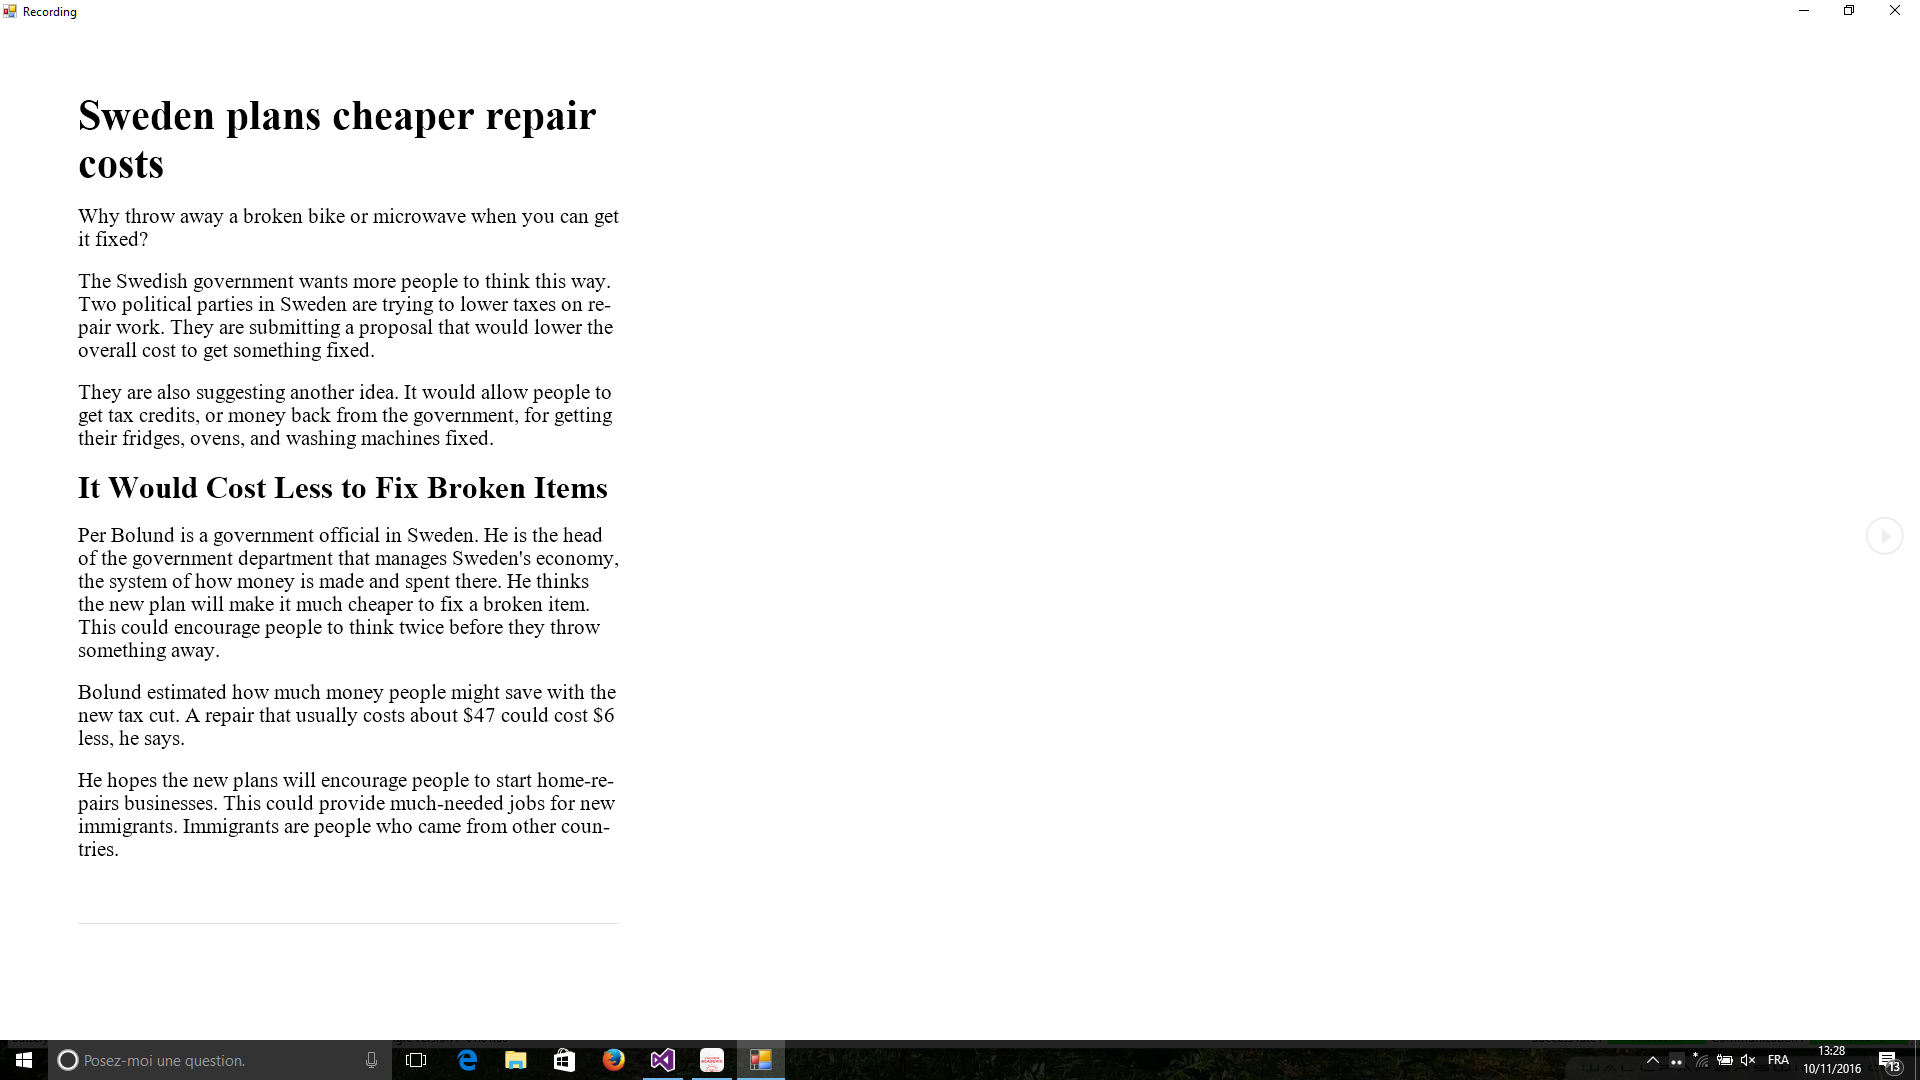 Recording
Sweden plans cheaper repair
costs
Why throw away a broken bike or microwave when you can get
it fixed?
The Swedish government wants more people to think this way.
Two political parties in Sweden are trying to lower taxes on re-
pair work. They are submitting a proposal that would lower the
overall cost to get something fixed.
They are also suggesting another idea. It would allow people to
get tax credits, or money back from the government, for getting
their fridges, ovens, and washing machines fixed.
It Would Cost Less to Fix Broken Items
Per Bolund is a government official in Sweden. He is the head
of the government department that manages Sweden's economy,
the system of how money is made and spent there. He thinks
the new plan will make it much cheaper to fix a broken item.
This could encourage people to think twice before they throw
something away.
Bolund estimated how much money people might save with the
new tax cut. A repair that usually costs about $47 could cost $6
less, he says.
He hopes the new plans will encourage people to start home-re-
pairs businesses. This could provide much-needed jobs for new
immigrants. Immigrants are people who came from other coun-
tries.
Posez-moi une question.
FRA
13:28
10/11/2016
13